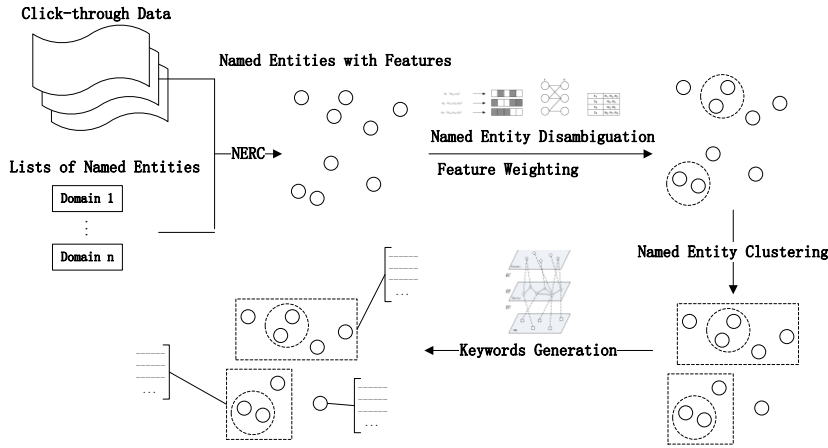 Click-through Data
Named Entities with Features
Named Entity Disambiguation
Feature Weighting
NERC
Lists of Named Entities
Domain 1
Domain n
Named Entity Clustering
Keywords Generation